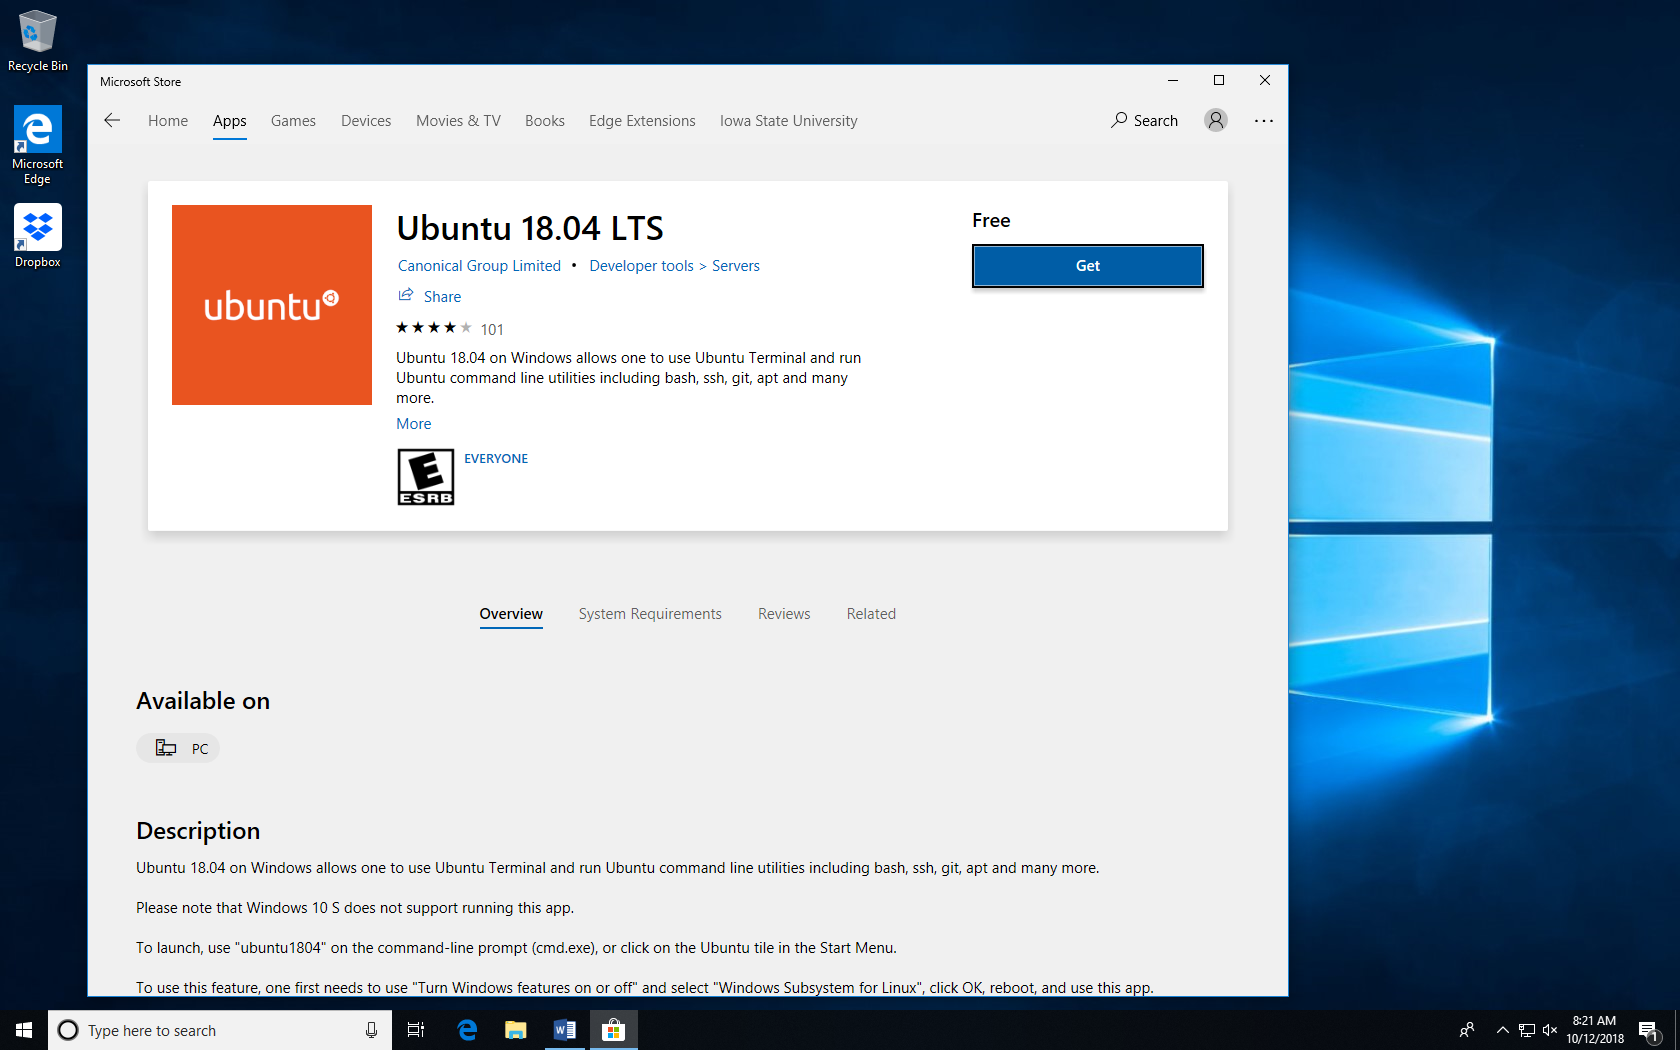 Recycle Bin
Microsoft
Edge
Dropbox
Microsoft Store
Home Apps Games Devices Movies & TV Books Edge Extensions Iowa State University Search
ubuntu
Ubuntu 18.04 LTS
Canonical Group Limited • Developer tools > Servers
Share
101
Ubuntu 18.04 on Windows allows one to use Ubuntu Terminal and run
Ubuntu command line utilities including bash, ssh, git, apt and many
more.
More
E
ESRB
EVERYONE
Free
Get
Overview System Requirements Reviews Related
Available on
PC
Description
Ubuntu 18.04 on Windows allows one to use Ubuntu Terminal and run Ubuntu command line utilities including bash, ssh, git, apt and many more.
Please note that Windows 10 S does not support running this app.
To launch, use "ubuntu1804" on the command-line prompt (cmd.exe), or click on the Ubuntu tile in the Start Menu.
To use this feature, one first needs to use "Turn Windows features on or off" and select "Windows Subsystem for Linux", click OK, reboot, and use this app.
Type here to search
8:21 AM
10/12/2018
1